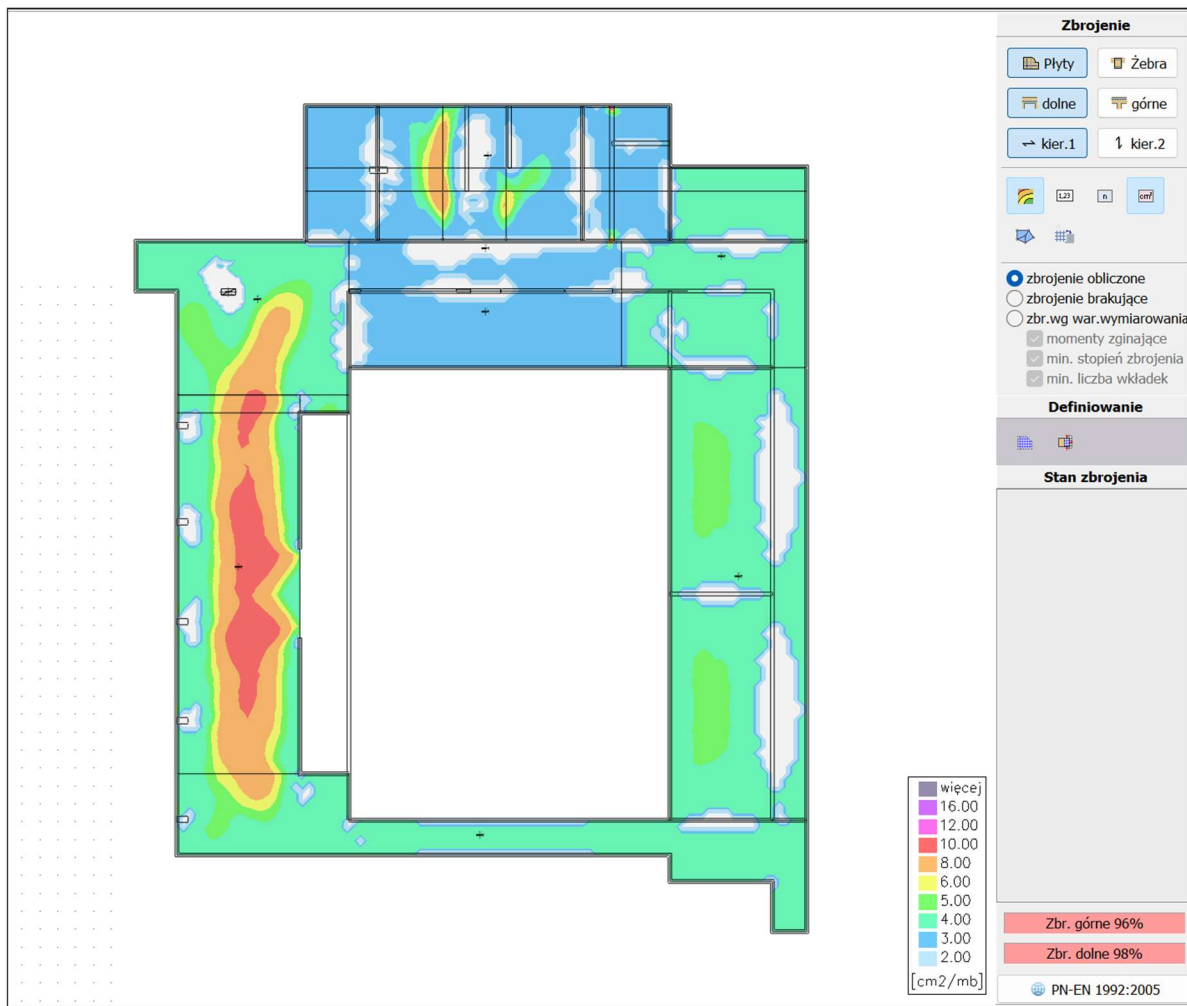 Zbrojenie
Płyty
Żebra
dolne
górne
kier.1
kier.2
1,23
n
cm²
zbrojenie obliczone
zbrojenie brakujące
zbr.wg war.wymiarowania
momenty zginające
min. stopień zbrojenia
min. liczba wkładek
Definiowanie
Stan zbrojenia
więcej
16.00
12.00
10.00
8.00
6.00
5.00
4.00
3.00
2.00
[cm2/mb]
Zbr. górne 96%
Zbr. dolne 98%
PN-EN 1992:2005